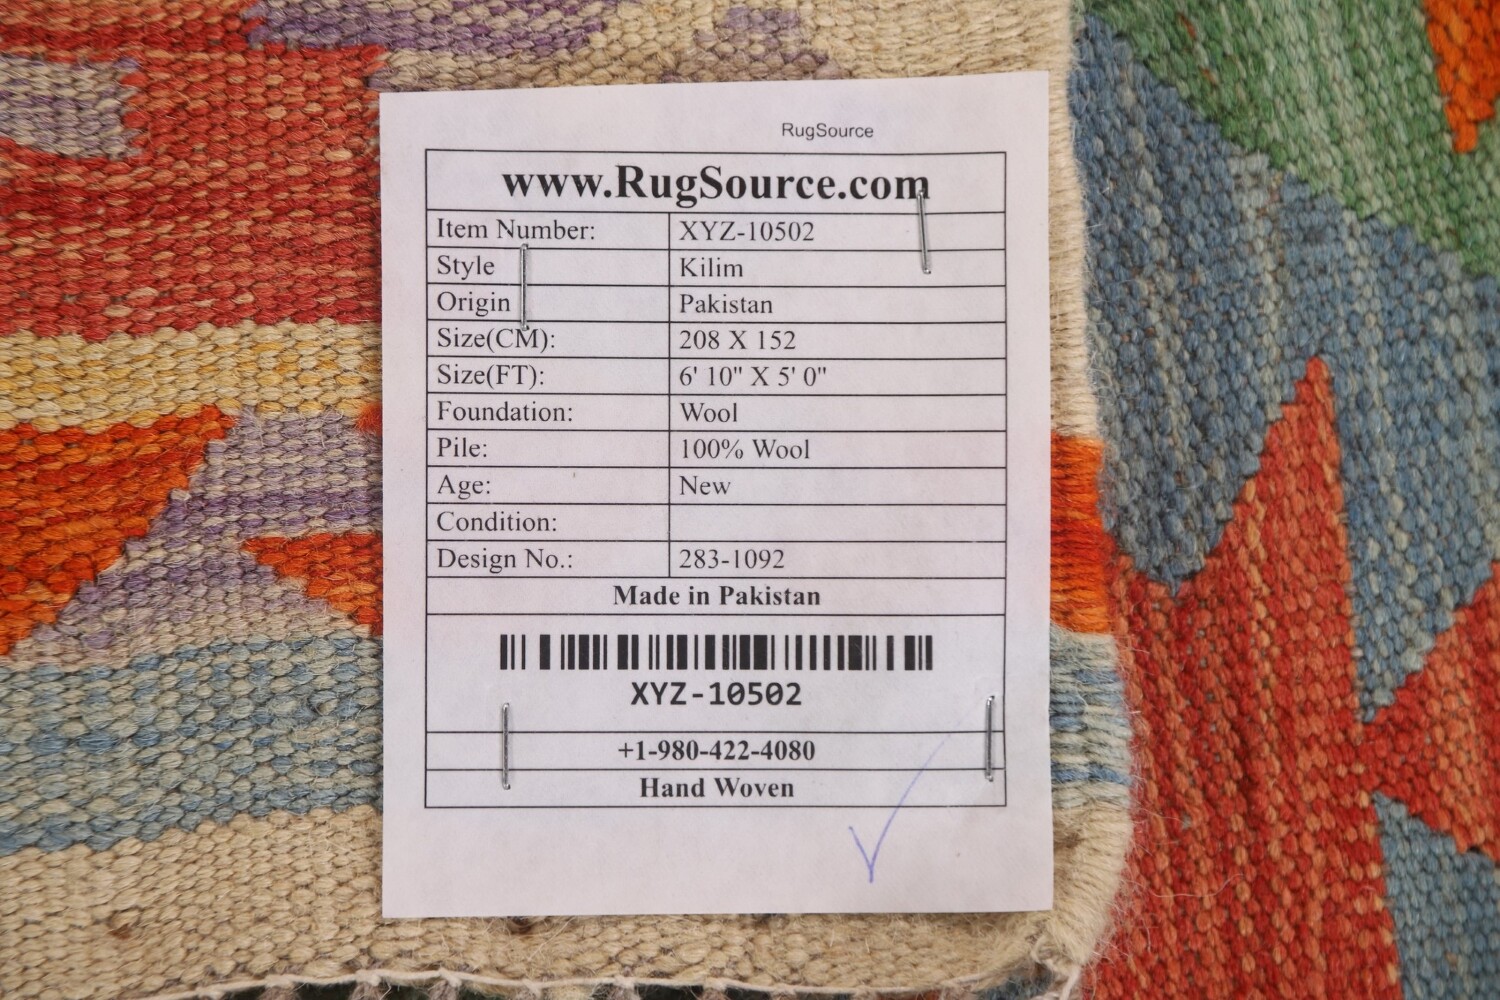 RugSource
www.RugSource.com
Item Number: XYZ-10502
Style Kilim
Origin Pakistan
Size(CM): 208 X 152
Size(FT): 6' 10" X 5' 0"
Foundation: Wool
Pile: 100% Wool
Age: New
Condition:
Design No.: 283-1092
Made in Pakistan
XYZ-10502
+1-980-422-4080
Hand Woven